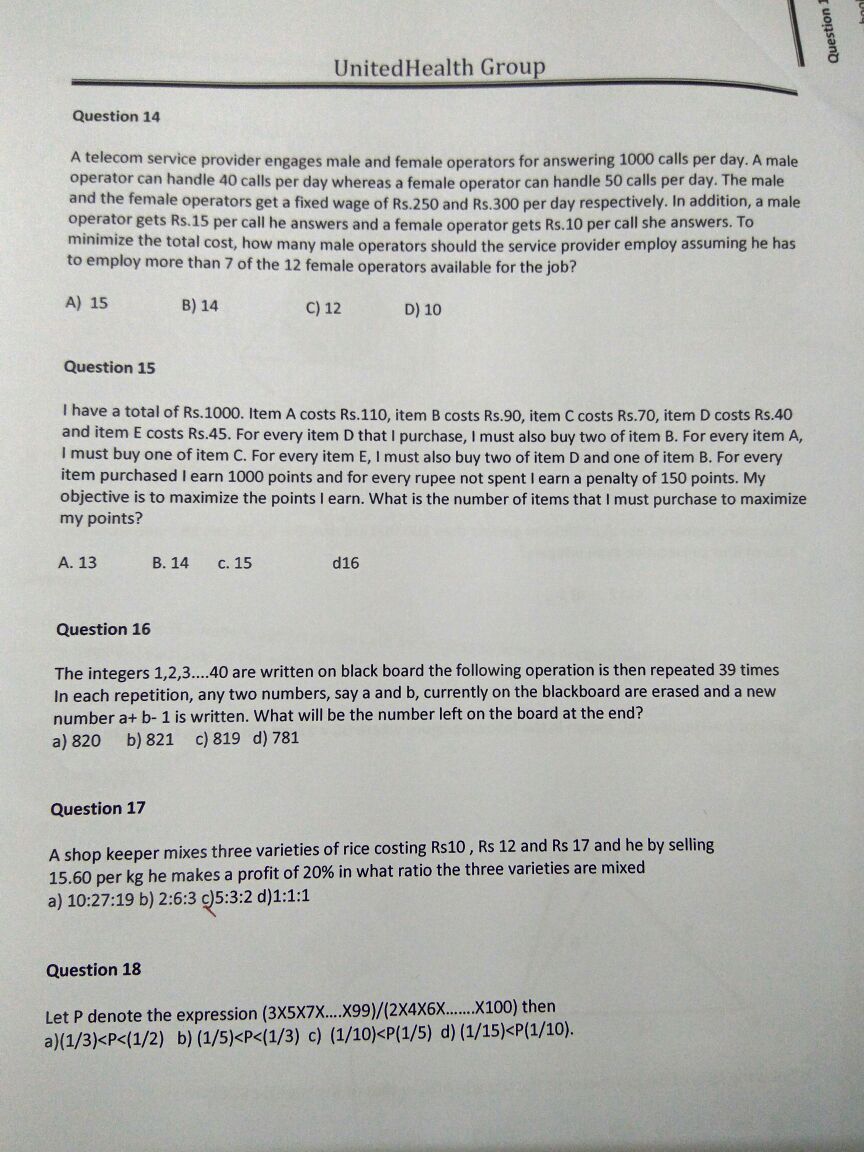 Question 1
UnitedHealth Group
Question 14
A telecom service provider engages male and female operators for answering 1000 calls per day. A male
operator can handle 40 calls per day whereas a female operator can handle 50 calls per day. The male
and the female operators get a fixed wage of Rs.250 and Rs.300 per day respectively. In addition, a male
operator gets Rs.15 per call he answers and a female operator gets Rs.10 per call she answers. To
minimize the total cost, how many male operators should the service provider employ assuming he has
to employ more than 7 of the 12 female operators available for the job?
A) 15 B) 14 C) 12 D) 10
Question 15
I have a total of Rs.1000. Item A costs Rs.110, item B costs Rs.90, item C costs Rs.70, item D costs Rs.40
and item E costs Rs.45. For every item D that I purchase, I must also buy two of item B. For every item A,
I must buy one of item C. For every item E, I must also buy two of item D and one of item B. For every
item purchased I earn 1000 points and for every rupee not spent I earn a penalty of 150 points. My
objective is to maximize the points I earn. What is the number of items that I must purchase to maximize
my points?
A. 13 B. 14 c. 15 d16
Question 16
The integers 1,2,3....40 are written on black board the following operation is then repeated 39 times
In each repetition, any two numbers, say a and b, currently on the blackboard are erased and a new
number a+ b- 1 is written. What will be the number left on the board at the end?
a) 820 b) 821 c) 819 d) 781
Question 17
A shop keeper mixes three varieties of rice costing Rs10 , Rs 12 and Rs 17 and he by selling
15.60 per kg he makes a profit of 20% in what ratio the three varieties are mixed
a) 10:27:19 b) 2:6:3 c)5:3:2 d)1:1:1
Question 18
Let P denote the expression (3X5X7X....X99)/(2X4X6X.......X100) then
a)(1/3)<P<(1/2) b) (1/5)<P<(1/3) c) (1/10)<P(1/5) d) (1/15)<P(1/10).